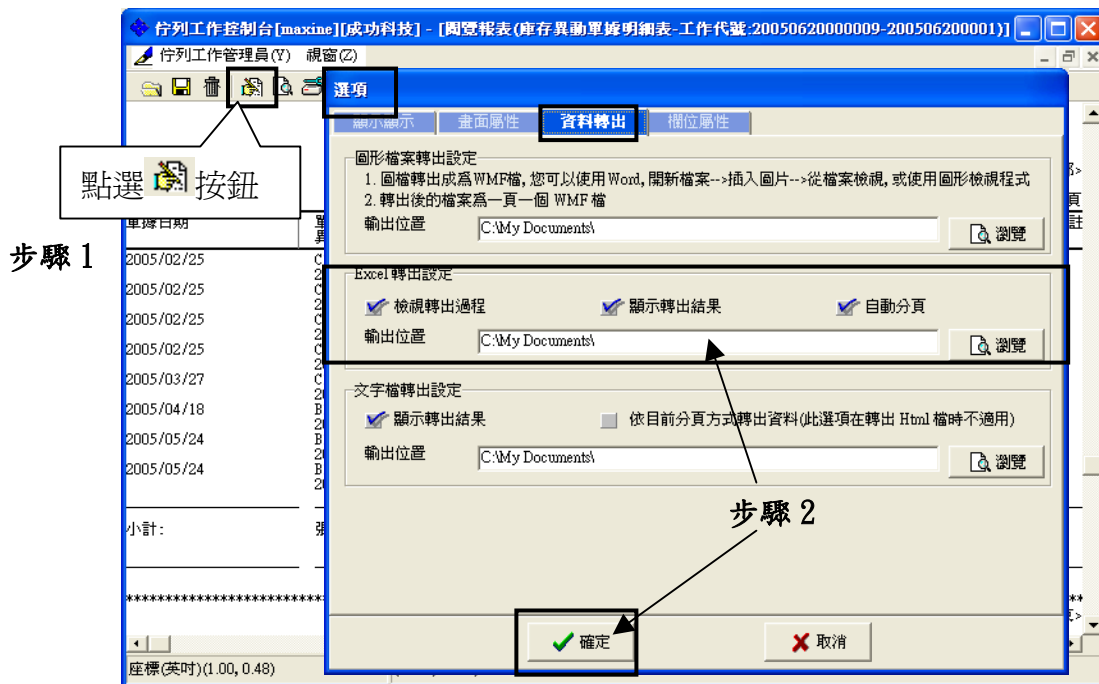 佇列工作控制台[maxine][成功科技] - [閱覽報表(庫存異動單據明細表-工作代號:20050620000009-200506200001)]
佇列工作管理員(Y) 視窗(Z)
選項
顯示顯示 畫面屬性 資料轉出 欄位屬性
點選 按鈕
步驟 1
圖形檔案轉出設定
1. 圖檔轉出成為WMF檔, 您可以使用Word, 開新檔案-->插入圖片-->從檔案檢視, 或使用圖形檢視程式
2. 轉出後的檔案為一頁一個 WMF 檔
輸出位置 C:\My Documents\ 瀏覽
Excel 轉出設定
檢視轉出過程 顯示轉出結果 自動分頁
輸出位置 C:\My Documents\ 瀏覽
文字檔轉出設定
顯示轉出結果 依目前分頁方式轉出資料(此選項在轉出 Html 檔時不適用)
輸出位置 C:\My Documents\ 瀏覽
步驟 2
確定 取消
單據日期
2005/02/25
2005/02/25
2005/02/25
2005/02/25
2005/03/27
2005/04/18
2005/05/24
2005/05/24
小計:
座標(英吋)(1.00, 0.48)